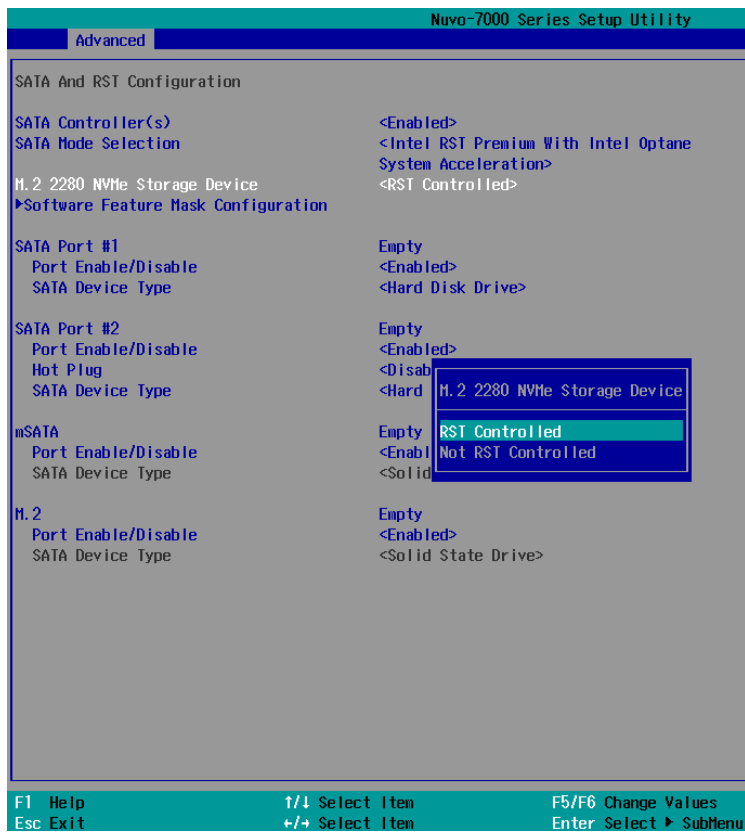 Nuvo-7000 Series Setup Utility
Advanced
SATA And RST Configuration
SATA Controller(s) <Enabled>
SATA Mode Selection <Intel RST Premium With Intel Optane
System Acceleration>
M.2 2280 NVMe Storage Device <RST Controlled>
▶Software Feature Mask Configuration
SATA Port #1 Empty
Port Enable/Disable <Enabled>
SATA Device Type <Hard Disk Drive>
SATA Port #2 Empty
Port Enable/Disable <Enabled>
Hot Plug <Disab
SATA Device Type <Hard
mSATA Empty
Port Enable/Disable <Enabl
SATA Device Type <Solid
M.2 2280 NVMe Storage Device
RST Controlled
Not RST Controlled
M.2 Empty
Port Enable/Disable <Enabled>
SATA Device Type <Solid State Drive>
F1 Help ↑/↓ Select Item F5/F6 Change Values
Esc Exit ←/→ Select Item Enter Select ▶ SubMenu